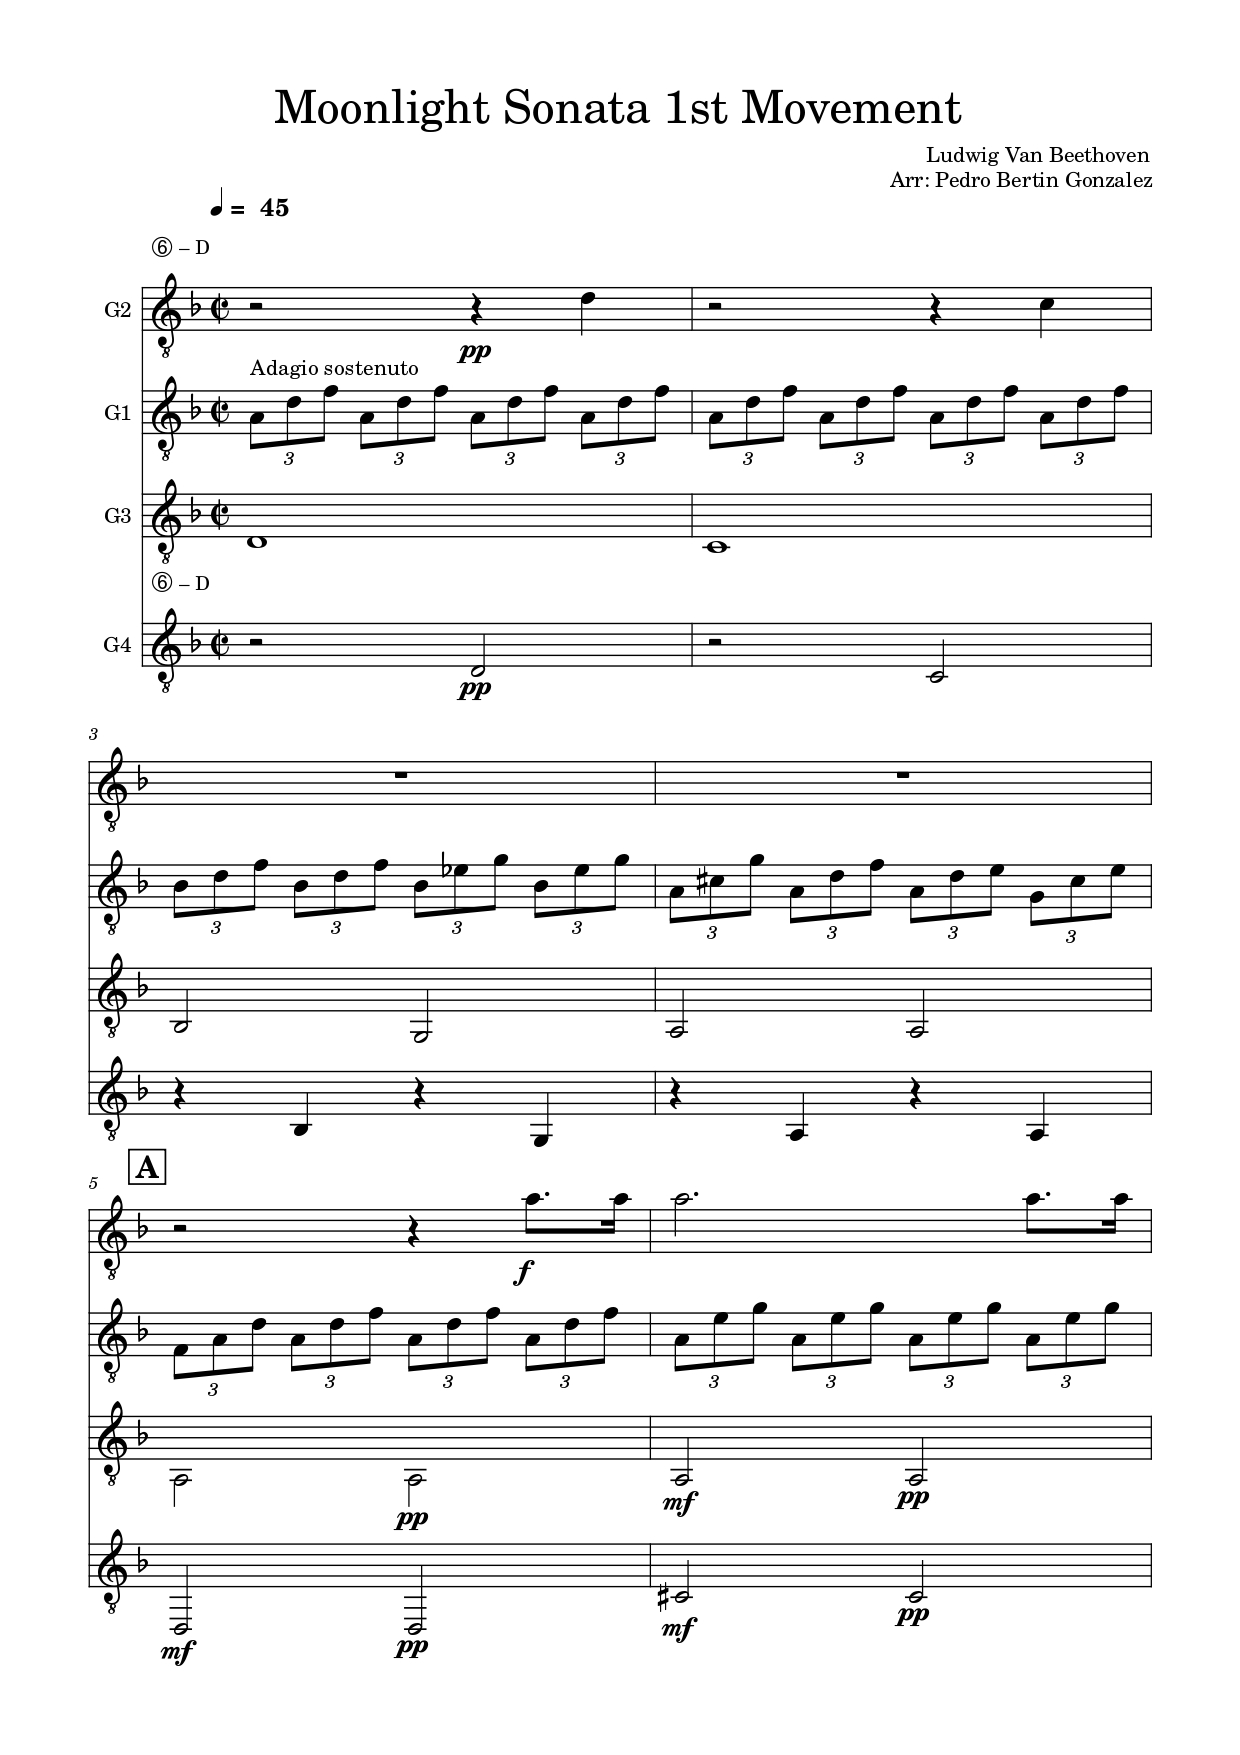 Moonlight Sonata 1st Movement
Ludwig Van Beethoven
Arr: Pedro Bertin Gonzalez
= 45
⑥ – D
G2
pp
Adagio sostenuto
G1
3 3 3 3 3 3 3 3
G3
⑥ – D
G4
pp
3
3 3 3 3 3 3 3 3
A
5
f
3 3 3 3 3 3 3 3
pp mf pp
mf pp mf pp